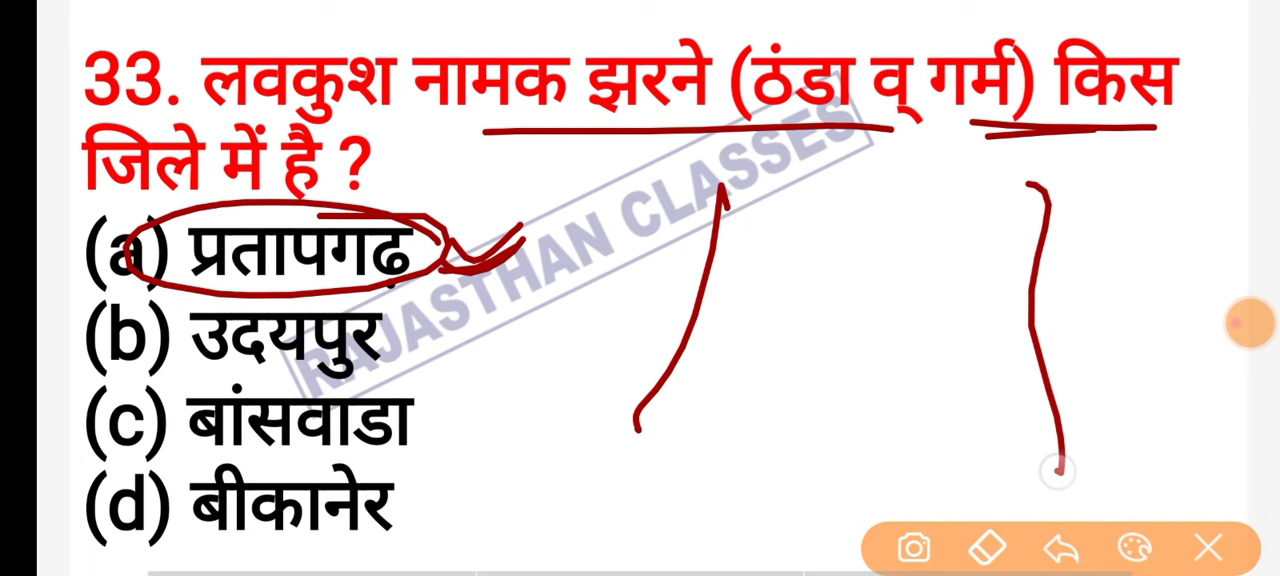 33. लवकुश नामक झरने (ठंडा व् गर्म) किस
जिले में है ?
(a) प्रतापगढ़
(b) उदयपुर
(c) बांसवाडा
(d) बीकानेर
RAJASTHAN CLASSES